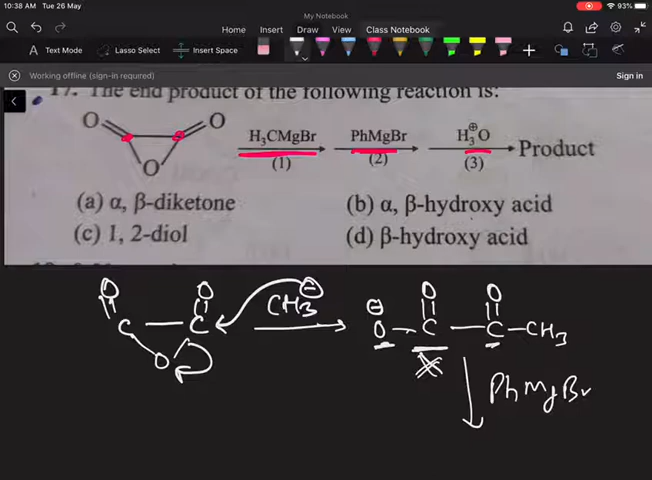 10:38 AM Tue 26 May
93%
My Notebook
Home Insert Draw View Class Notebook
Text Mode Lasso Select Insert Space
Working offline (sign-in required) Sign in
17. The end product of the following reaction is:
O O
O
H₃CMgBr
(1)
PhMgBr
(2)
H₃⊕O
(3)
Product
(a) α, β-diketone (b) α, β-hydroxy acid
(c) 1, 2-diol (d) β-hydroxy acid
O O
C — C
O
CH₃⊖
⊖
O O O
C — C — CH₃
PhMgBr